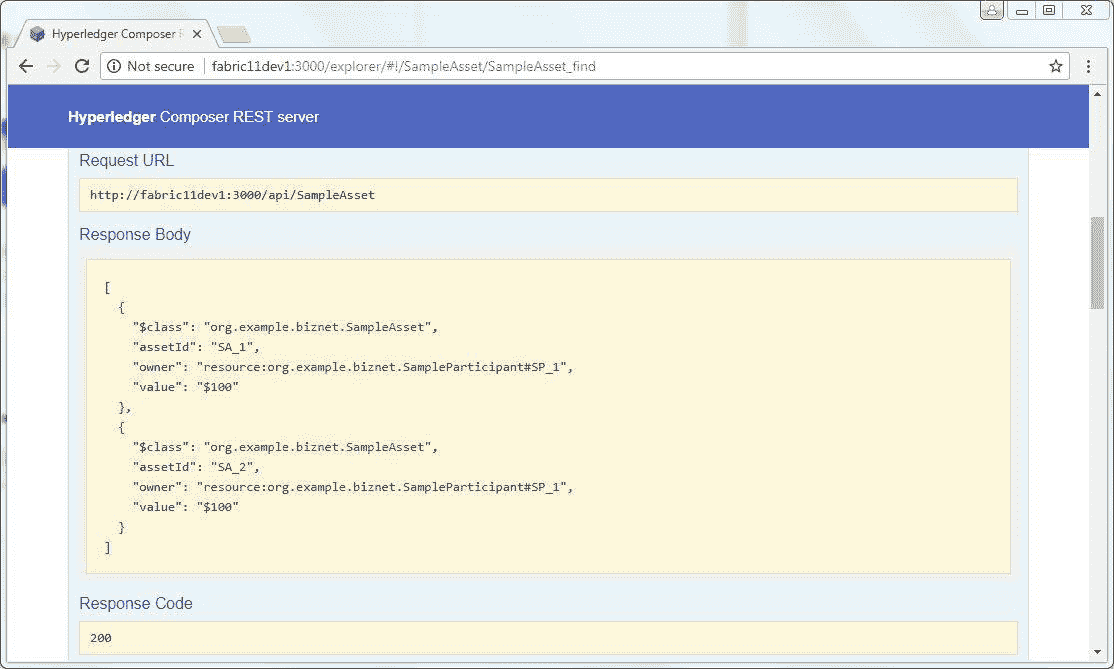 Hyperledger Composer R
Not secure fabric11dev1:3000/explorer/#!/SampleAsset/SampleAsset_find
Hyperledger Composer REST server
Request URL
http://fabric11dev1:3000/api/SampleAsset
Response Body
[
{
"$class": "org.example.biznet.SampleAsset",
"assetId": "SA_1",
"owner": "resource:org.example.biznet.SampleParticipant#SP_1",
"value": "$100"
},
{
"$class": "org.example.biznet.SampleAsset",
"assetId": "SA_2",
"owner": "resource:org.example.biznet.SampleParticipant#SP_1",
"value": "$100"
}
]
Response Code
200